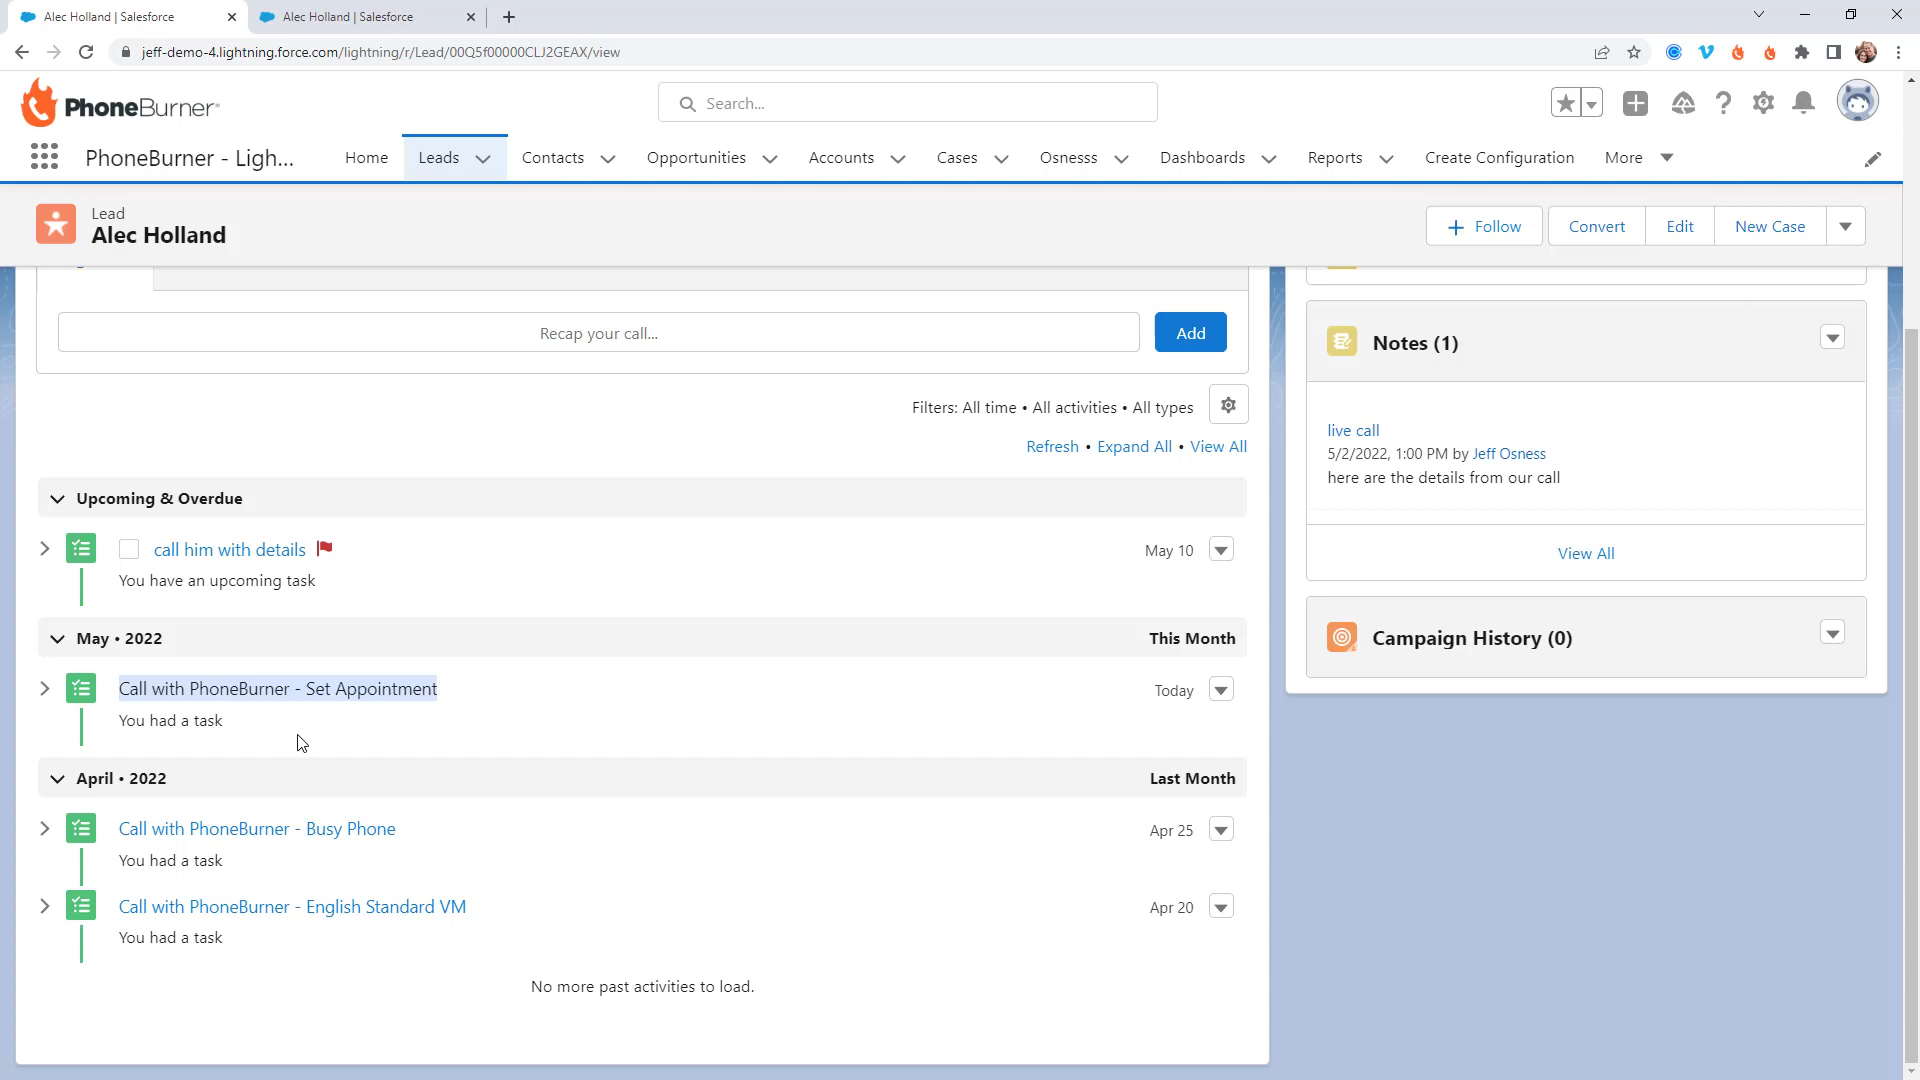 Alec Holland | Salesforce
Alec Holland | Salesforce
jeff-demo-4.lightning.force.com/lightning/r/Lead/00Q5f00000CLJ2GEAX/view
PhoneBurner
Search...
PhoneBurner - Ligh...
Home
Leads
Contacts
Opportunities
Accounts
Cases
Osnesss
Dashboards
Reports
Create Configuration
More
Lead
Alec Holland
Follow
Convert
Edit
New Case
Recap your call...
Add
Filters: All time • All activities • All types
Refresh • Expand All • View All
Upcoming & Overdue
call him with details
May 10
You have an upcoming task
May • 2022
This Month
Call with PhoneBurner - Set Appointment
Today
You had a task
April • 2022
Last Month
Call with PhoneBurner - Busy Phone
Apr 25
You had a task
Call with PhoneBurner - English Standard VM
Apr 20
You had a task
No more past activities to load.
Notes (1)
live call
5/2/2022, 1:00 PM by Jeff Osness
here are the details from our call
View All
Campaign History (0)